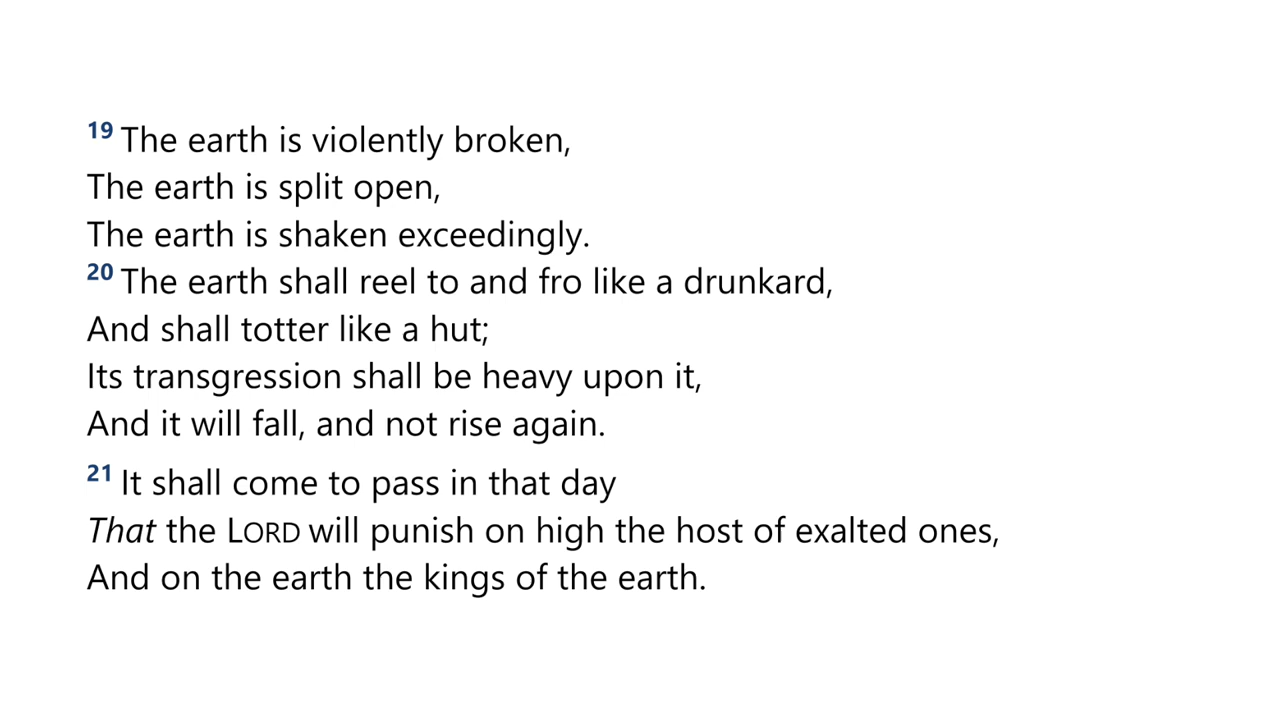 19 The earth is violently broken,
The earth is split open,
The earth is shaken exceedingly.
20 The earth shall reel to and fro like a drunkard,
And shall totter like a hut;
Its transgression shall be heavy upon it,
And it will fall, and not rise again.
21 It shall come to pass in that day
That the LORD will punish on high the host of exalted ones,
And on the earth the kings of the earth.